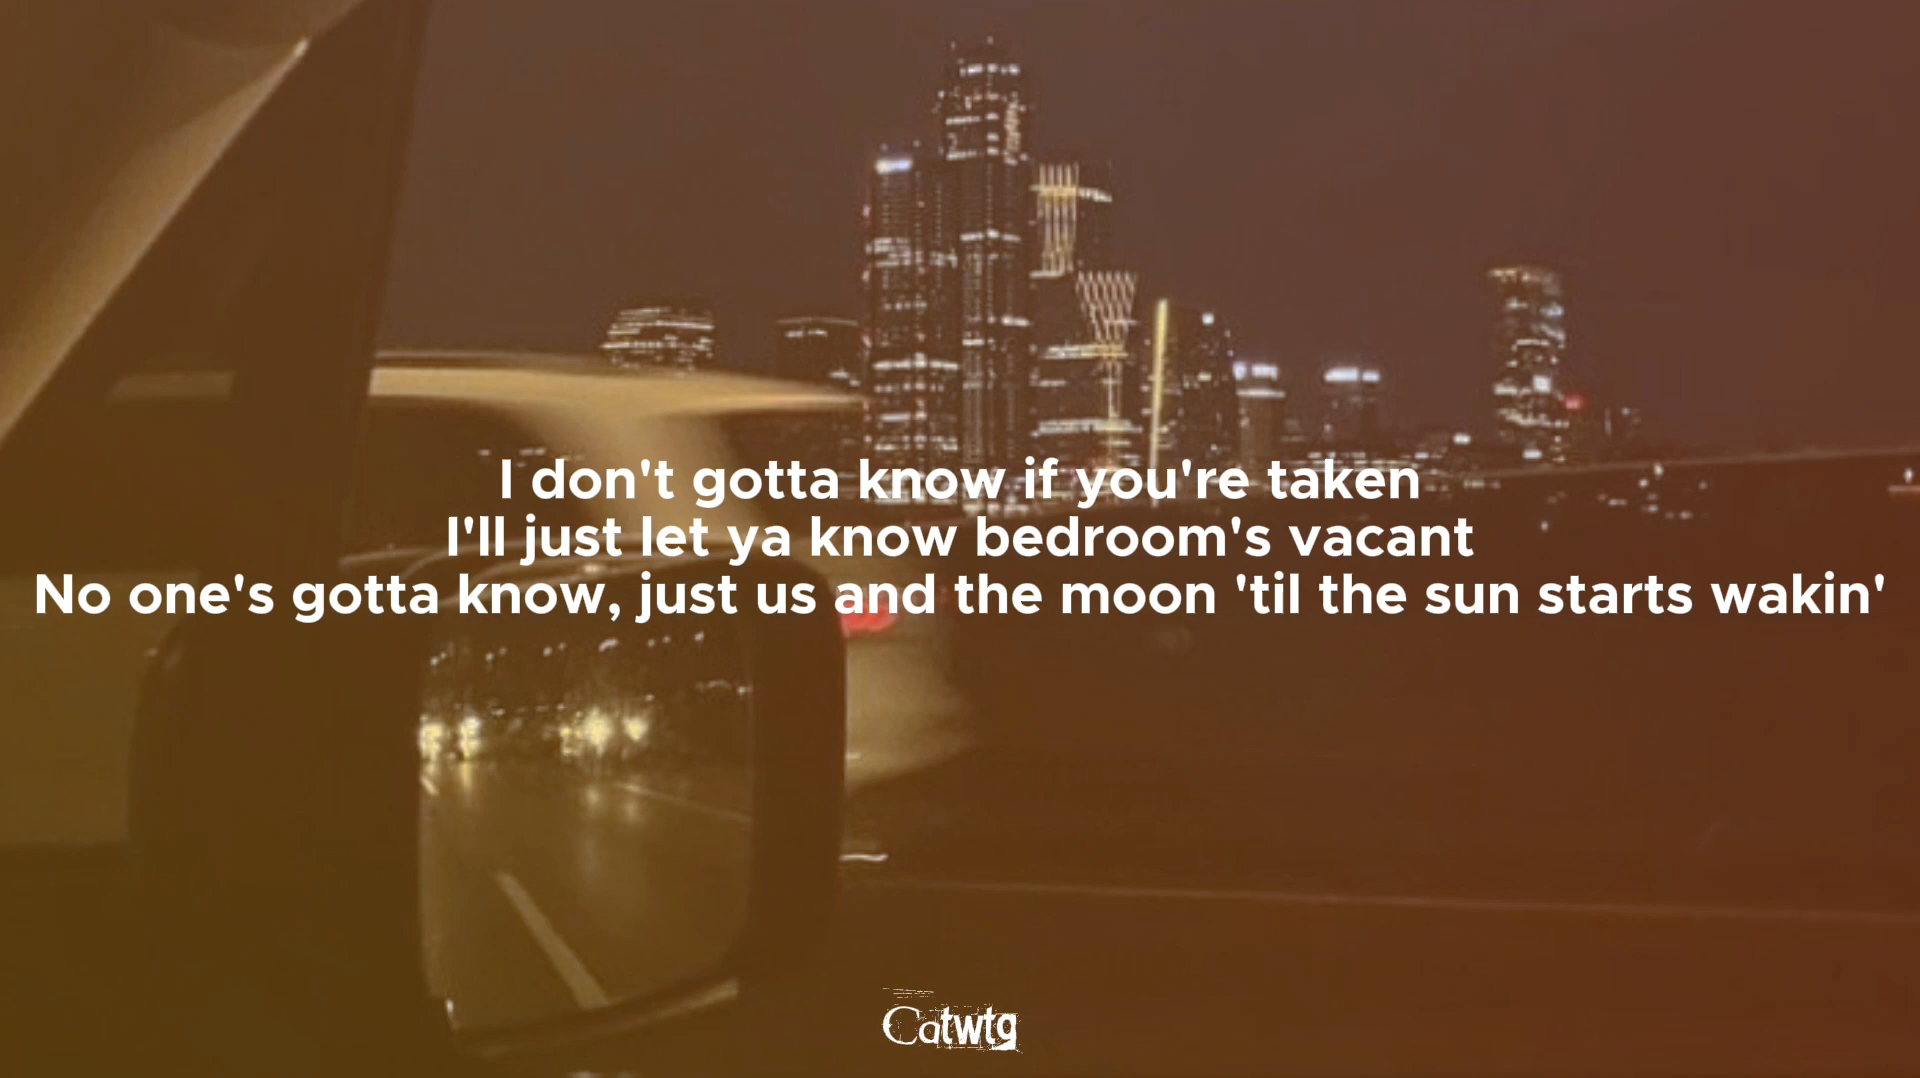 I don't gotta know if you're taken
I'll just let ya know bedroom's vacant
No one's gotta know, just us and the moon 'til the sun starts wakin'
Catwtg